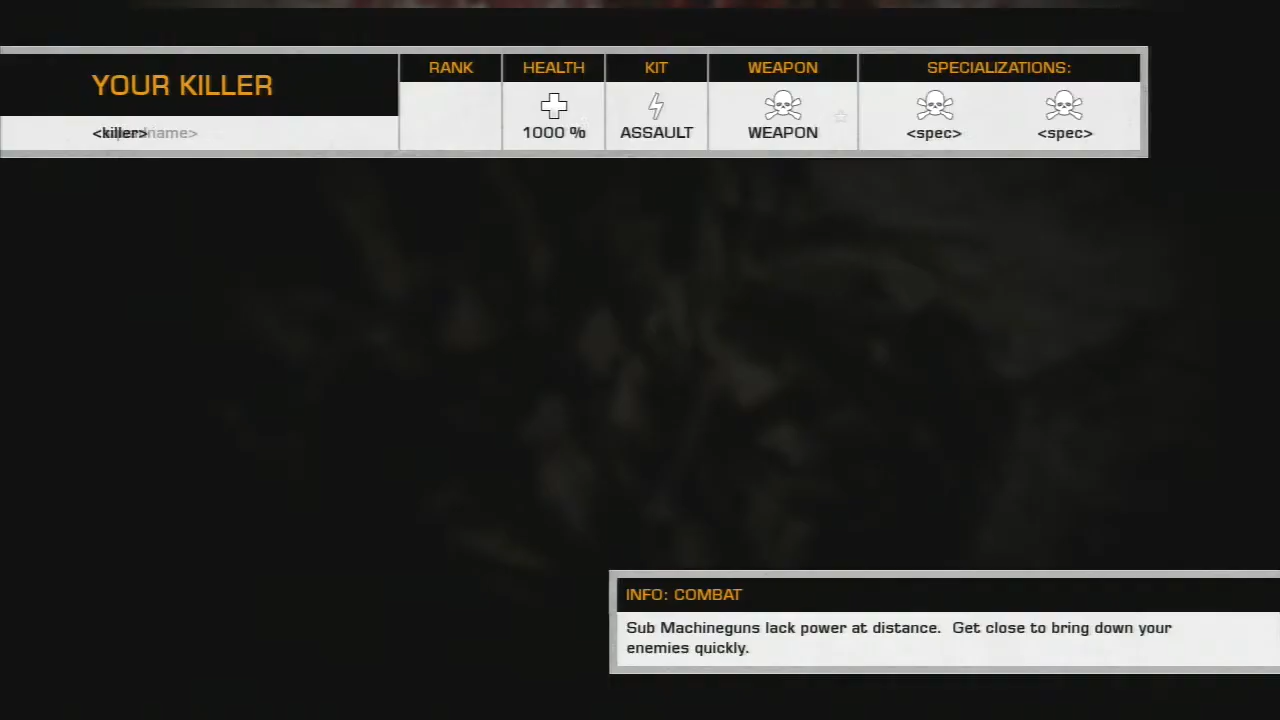 YOUR KILLER
RANK
HEALTH
KIT
WEAPON
SPECIALIZATIONS:
<killer>name>
1000 %
ASSAULT
WEAPON
<spec>
<spec>
INFO: COMBAT
Sub Machineguns lack power at distance.  Get close to bring down your
enemies quickly.